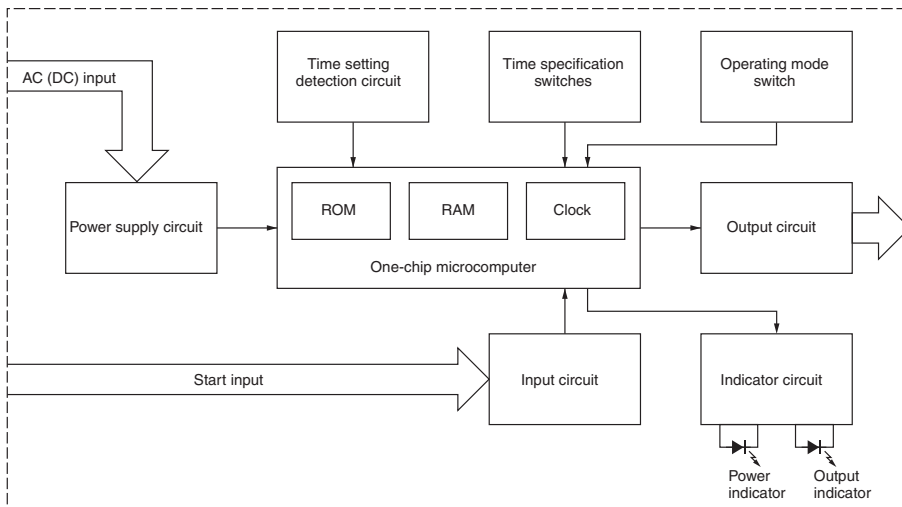 AC (DC) input
Time setting
detection circuit
Time specification
switches
Operating mode
switch
Power supply circuit
ROM
RAM
Clock
One-chip microcomputer
Output circuit
Start input
Input circuit
Indicator circuit
Power
indicator
Output
indicator